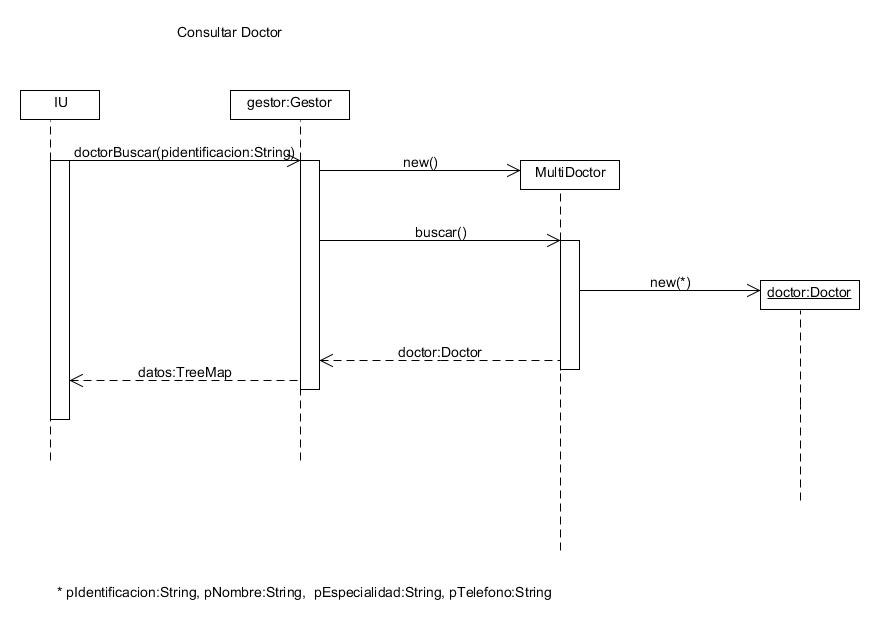 Consultar Doctor
IU
gestor:Gestor
doctorBuscar(pidentificacion:String)
new()
MultiDoctor
buscar()
new(*)
doctor:Doctor
doctor:Doctor
datos:TreeMap
* pIdentificacion:String, pNombre:String,  pEspecialidad:String, pTelefono:String